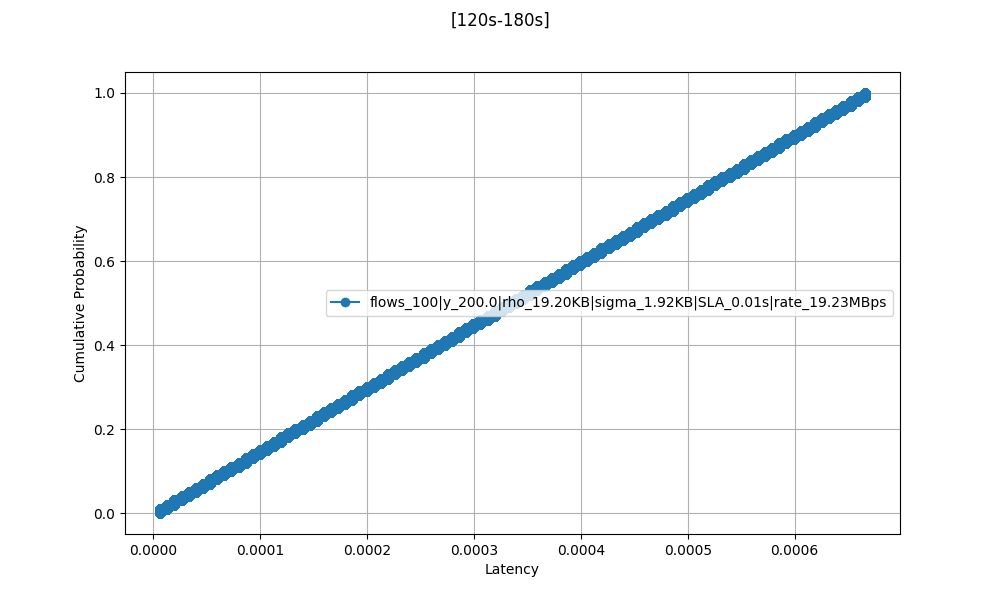 [120s-180s]
1.0
0.8
0.6
0.4
0.2
0.0
Cumulative Probability
flows_100|y_200.0|rho_19.20KB|sigma_1.92KB|SLA_0.01s|rate_19.23MBps
0.0000 0.0001 0.0002 0.0003 0.0004 0.0005 0.0006
Latency